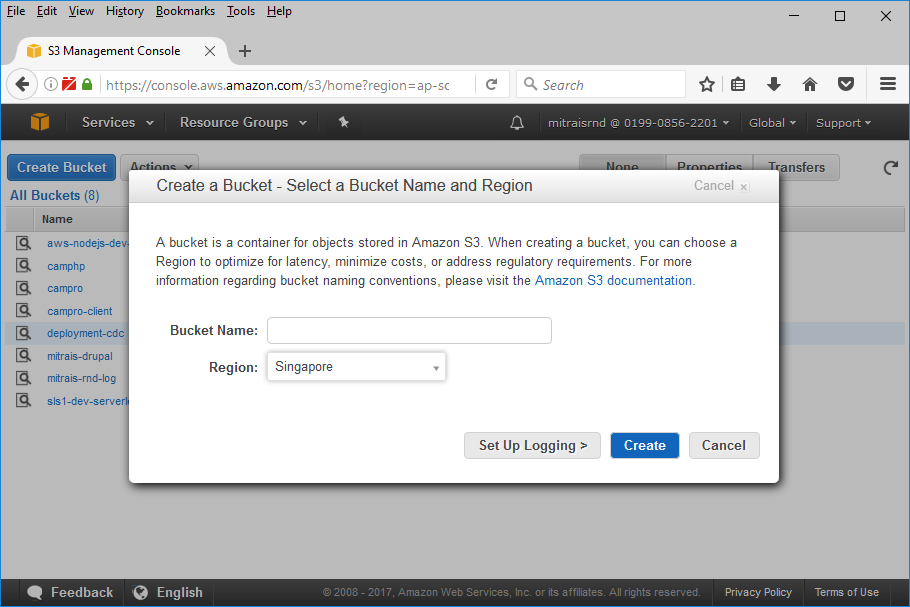 File Edit View History Bookmarks Tools Help
S3 Management Console
https://console.aws.amazon.com/s3/home?region=ap-sc
Search
Services Resource Groups mitraisrnd @ 0199-0856-2201 Global Support
Create Bucket Actions None Properties Transfers
All Buckets (8)
Name
aws-nodejs-dev-
camphp
campro
campro-client
deployment-cdc
mitrais-drupal
mitrais-rnd-log
sls1-dev-serverl
Create a Bucket - Select a Bucket Name and Region Cancel x
A bucket is a container for objects stored in Amazon S3. When creating a bucket, you can choose a
Region to optimize for latency, minimize costs, or address regulatory requirements. For more
information regarding bucket naming conventions, please visit the Amazon S3 documentation.
Bucket Name:
Region: Singapore
Set Up Logging > Create Cancel
Feedback English © 2008 - 2017, Amazon Web Services, Inc. or its affiliates. All rights reserved. Privacy Policy Terms of Use